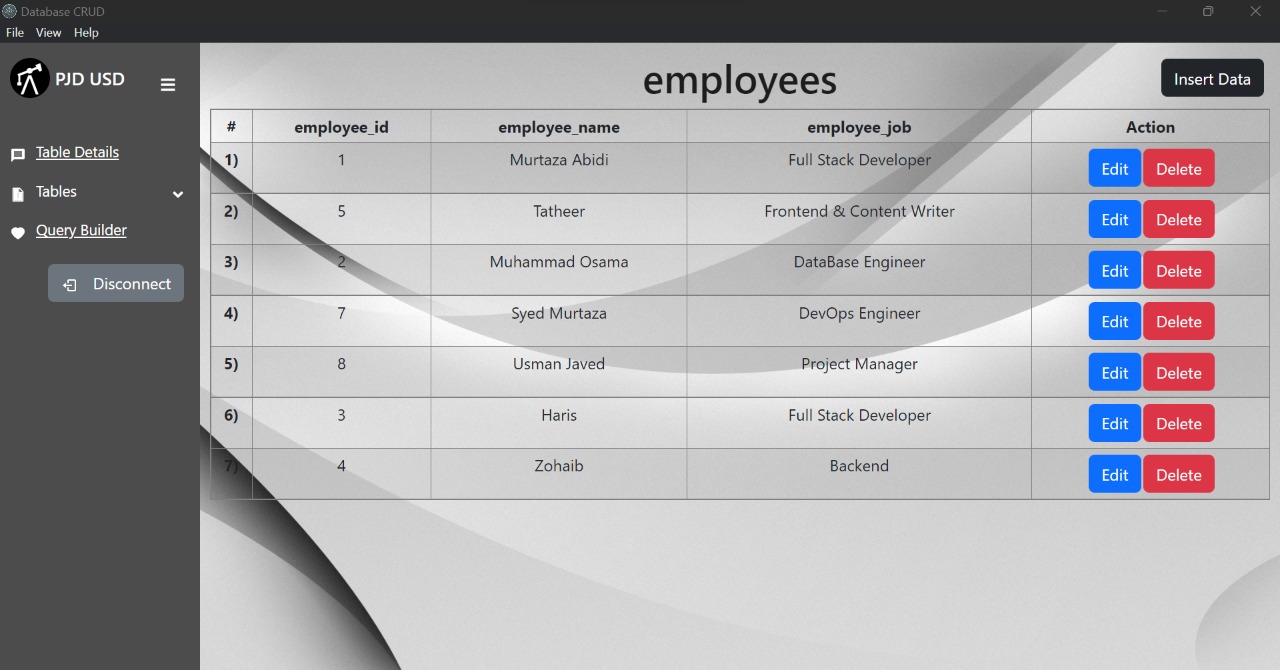 Database CRUD
File View Help
PJD USD
Table Details
Tables
Query Builder
Disconnect
employees
Insert Data
# employee_id employee_name employee_job Action
1) 1 Murtaza Abidi Full Stack Developer Edit Delete
2) 5 Tatheer Frontend & Content Writer Edit Delete
3) 2 Muhammad Osama DataBase Engineer Edit Delete
4) 7 Syed Murtaza DevOps Engineer Edit Delete
5) 8 Usman Javed Project Manager Edit Delete
6) 3 Haris Full Stack Developer Edit Delete
7) 4 Zohaib Backend Edit Delete